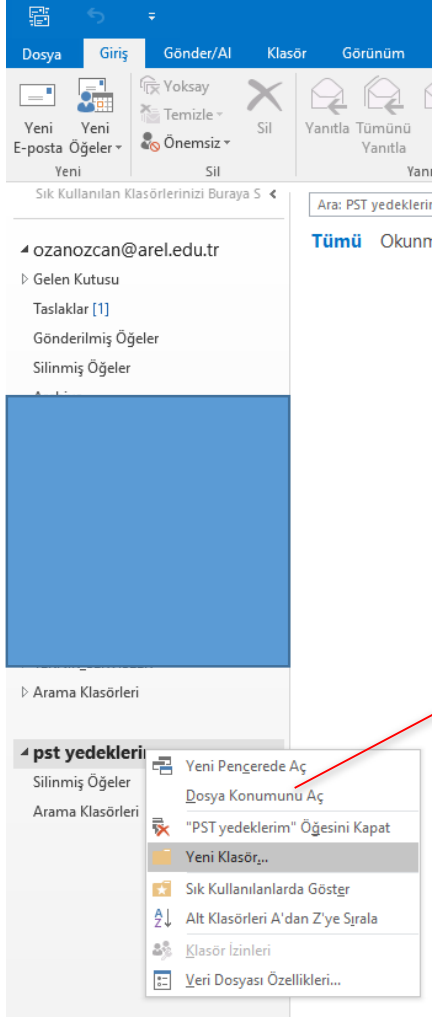 Dosya Giriş Gönder/Al Klasör Görünüm
Yoksay
Temizle
Önemsiz
Yeni E-posta
Yeni Öğeler
Sil
Yanıtla
Tümünü Yanıtla
Yeni Sil
Sık Kullanılan Klasörlerinizi Buraya S
Ara: PST yedeklerim
ozanozcan@arel.edu.tr
Tümü
Gelen Kutusu
Taslaklar [1]
Gönderilmiş Öğeler
Silinmiş Öğeler
Arama Klasörleri
pst yedeklerim
Silinmiş Öğeler
Arama Klasörleri
Yeni Pencerede Aç
Dosya Konumunu Aç
"PST yedeklerim" Öğesini Kapat
Yeni Klasör...
Sık Kullanılanlarda Göster
Alt Klasörleri A'dan Z'ye Sırala
Klasör İzinleri
Veri Dosyası Özellikleri...